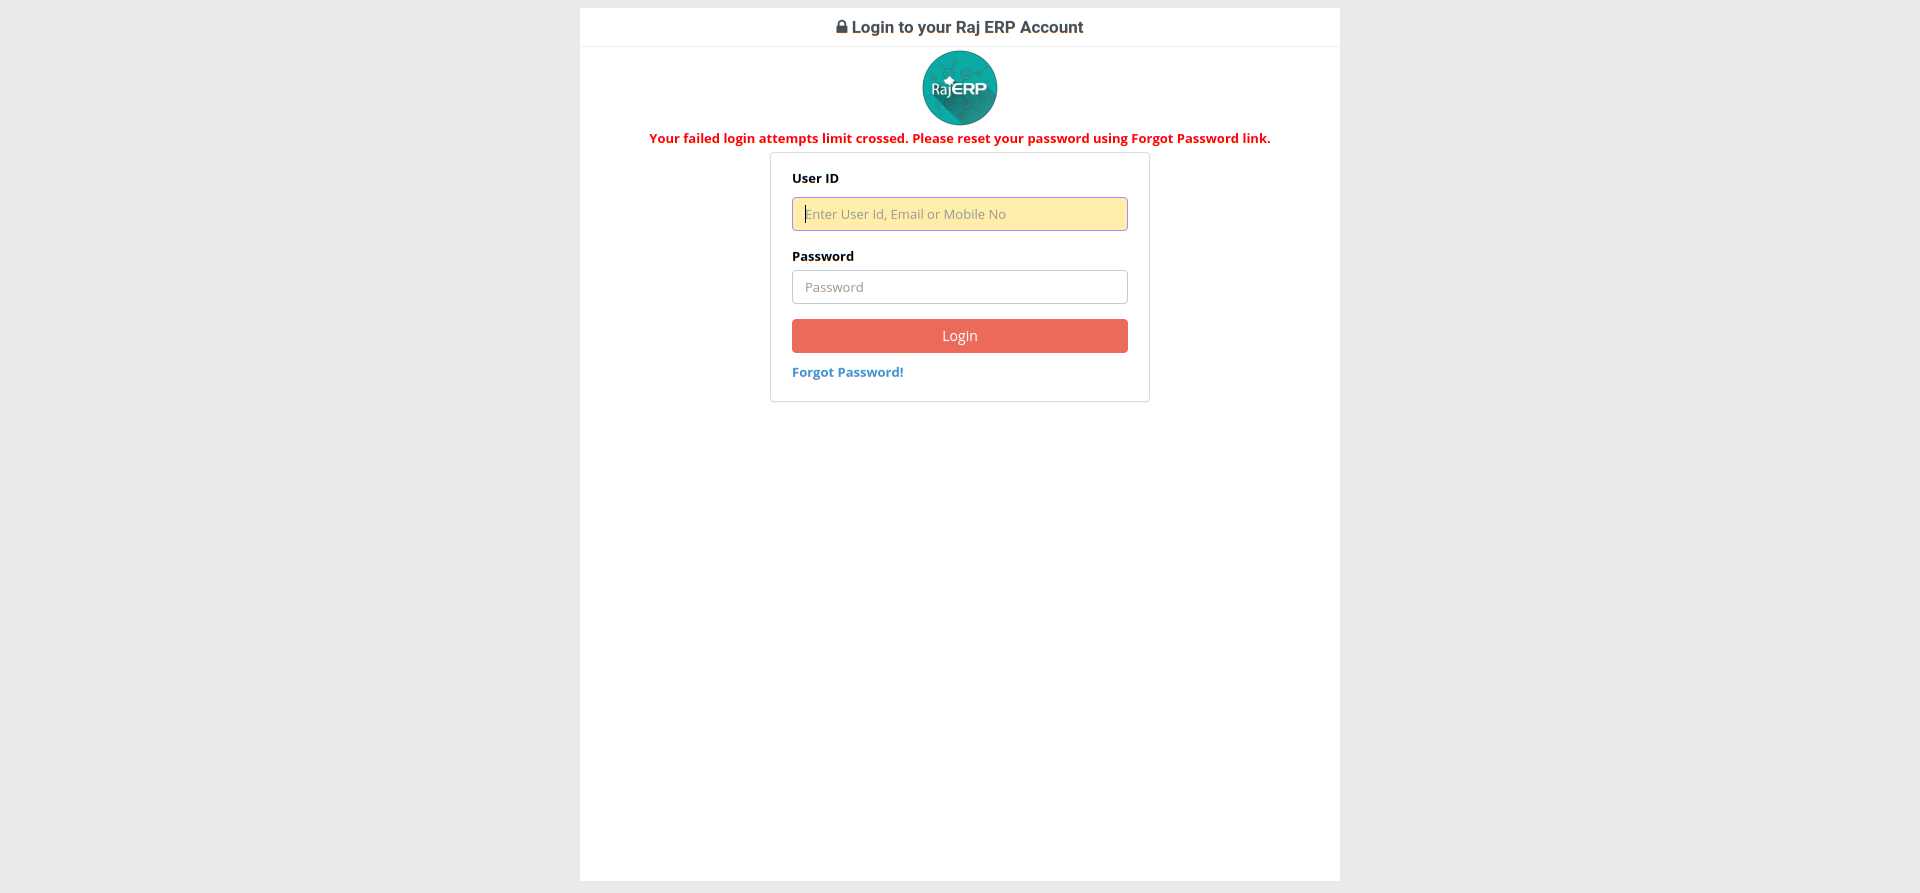 Login to your Raj ERP Account
RajERP
Your failed login attempts limit crossed. Please reset your password using Forgot Password link.
User ID
Enter User Id, Email or Mobile No
Password
Password
Login
Forgot Password!